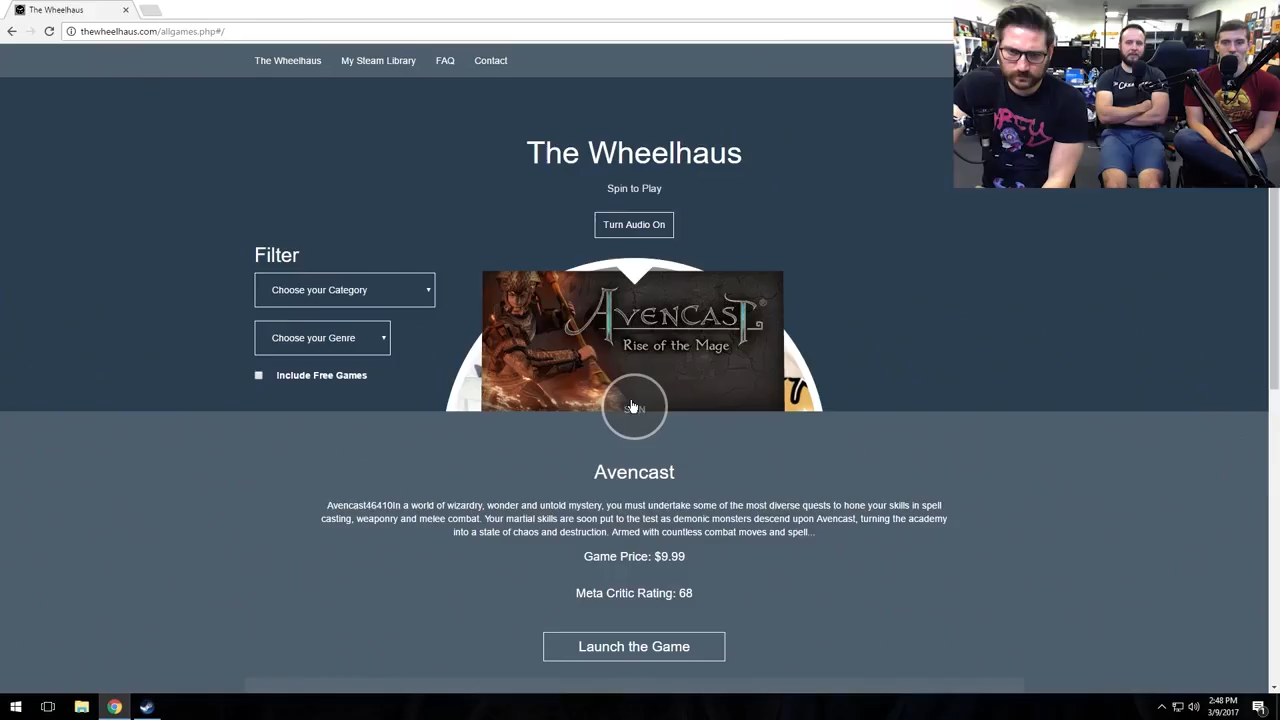 The Wheelhaus
thewheelhaus.com/allgames.php#/
The Wheelhaus My Steam Library FAQ Contact
The Wheelhaus
Spin to Play
Turn Audio On
Filter
Choose your Category
Choose your Genre
Include Free Games
AVENCAST®
Rise of the Mage
Avencast
Avencast46410In a world of wizardry, wonder and untold mystery, you must undertake some of the most diverse quests to hone your skills in spell
casting, weaponry and melee combat. Your martial skills are soon put to the test as demonic monsters descend upon Avencast, turning the academy
into a state of chaos and destruction. Armed with countless combat moves and spell...
Game Price: $9.99
Meta Critic Rating: 68
Launch the Game
2:48 PM
3/9/2017